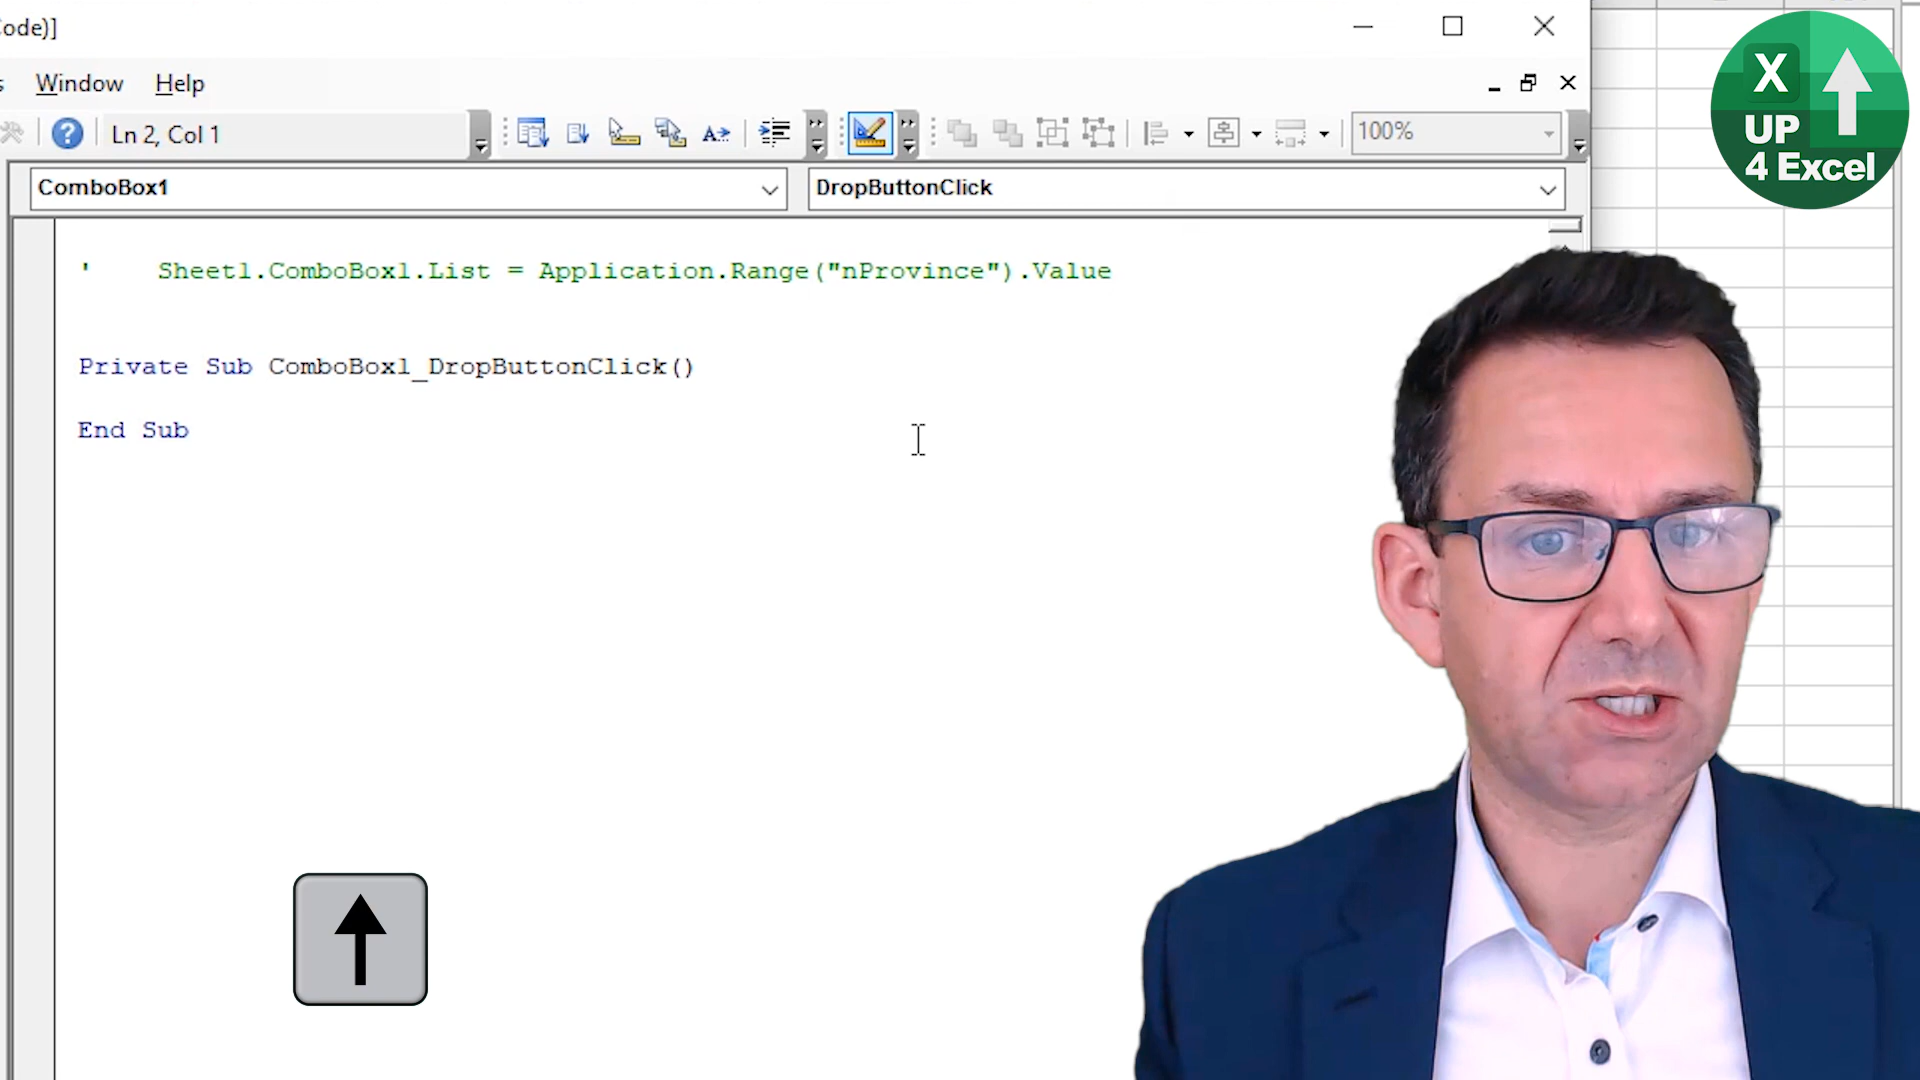 ode)]
s Window Help
Ln 2, Col 1
100%
ComboBox1
DropButtonClick
' Sheet1.ComboBox1.List = Application.Range("nProvince").Value
Private Sub ComboBox1_DropButtonClick()
End Sub
X
UP
4 Excel